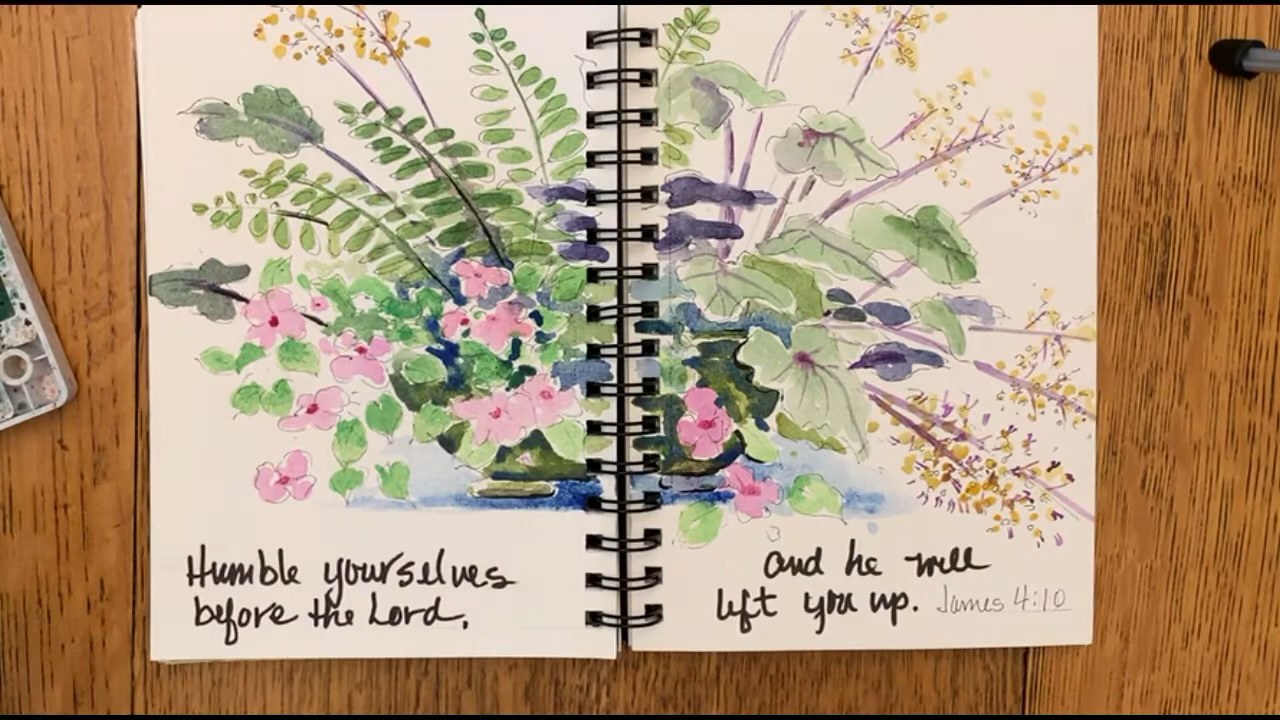 Humble yourselves
before the Lord,
and he will
lift you up. James 4:10